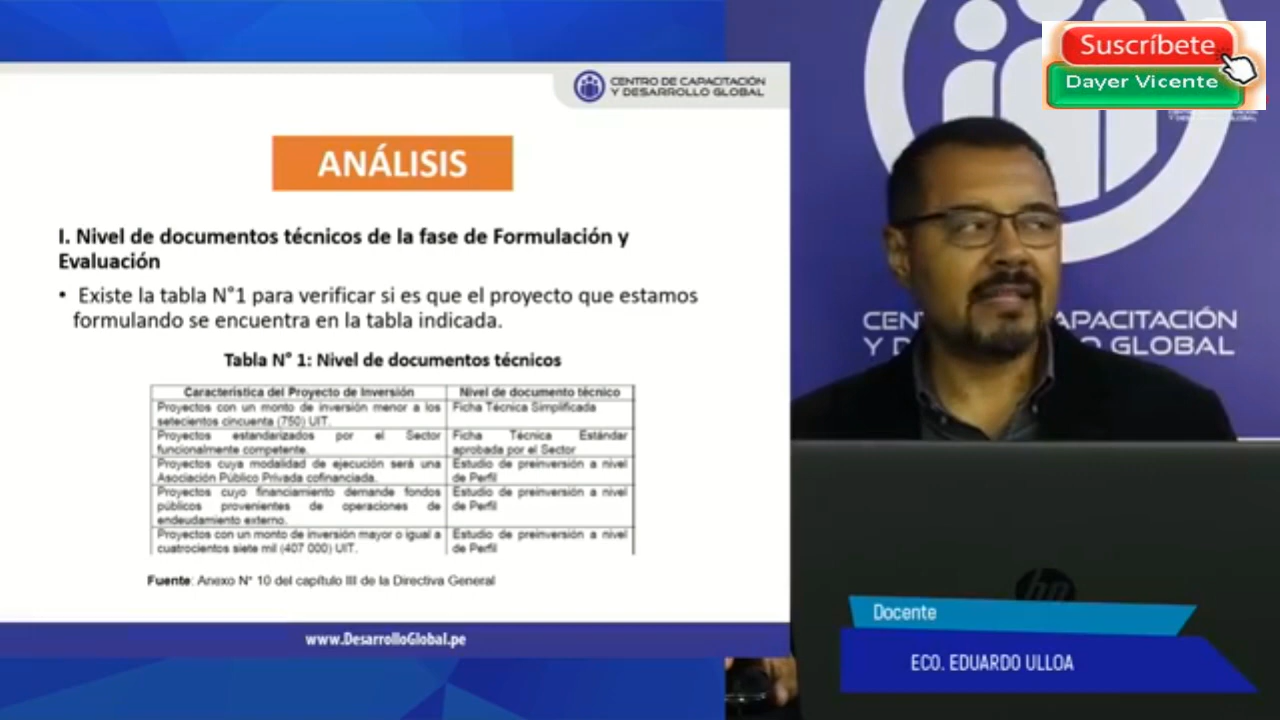 Suscríbete
Dayer Vicente
CENTRO DE CAPACITACIÓN
Y DESARROLLO GLOBAL
ANÁLISIS
I. Nivel de documentos técnicos de la fase de Formulación y
Evaluación
• Existe la tabla N°1 para verificar si es que el proyecto que estamos
formulando se encuentra en la tabla indicada.
Tabla N° 1: Nivel de documentos técnicos
Característica del Proyecto de Inversión Nivel de documento técnico
Proyectos con un monto de inversión menor a los Ficha Técnica Simplificada
setecientos cincuenta (750) UIT.
Proyectos estandarizados por el Sector Ficha Técnica Estándar
funcionalmente competente. aprobada por el Sector
Proyectos cuya modalidad de ejecución será una Estudio de preinversión a nivel
Asociación Público Privada cofinanciada. de Perfil
Proyectos cuyo financiamiento demande fondos Estudio de preinversión a nivel
públicos provenientes de operaciones de de Perfil
endeudamiento externo.
Proyectos con un monto de inversión mayor o igual a Estudio de preinversión a nivel
cuatrocientos siete mil (407 000) UIT. de Perfil
Fuente: Anexo N° 10 del capítulo III de la Directiva General
www.DesarrolloGlobal.pe
CEN APACITACIÓN
Y D GLOBAL
hp
Docente
ECO. EDUARDO ULLOA